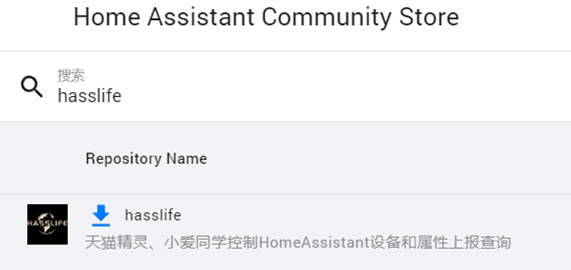 Home Assistant Community Store
搜索
hasslife
Repository Name
HASSLIFE
hasslife
天猫精灵、小爱同学控制HomeAssistant设备和属性上报查询